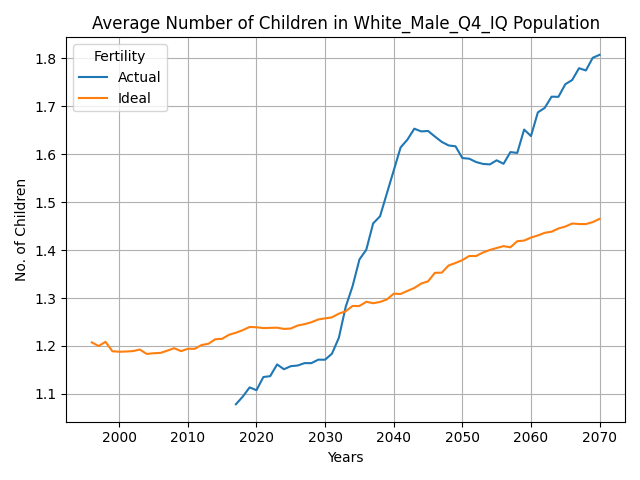 Average Number of Children in White_Male_Q4_IQ Population
Fertility
Actual
Ideal
1.8
1.7
1.6
1.5
1.4
1.3
1.2
1.1
No. of Children
2000 2010 2020 2030 2040 2050 2060 2070
Years